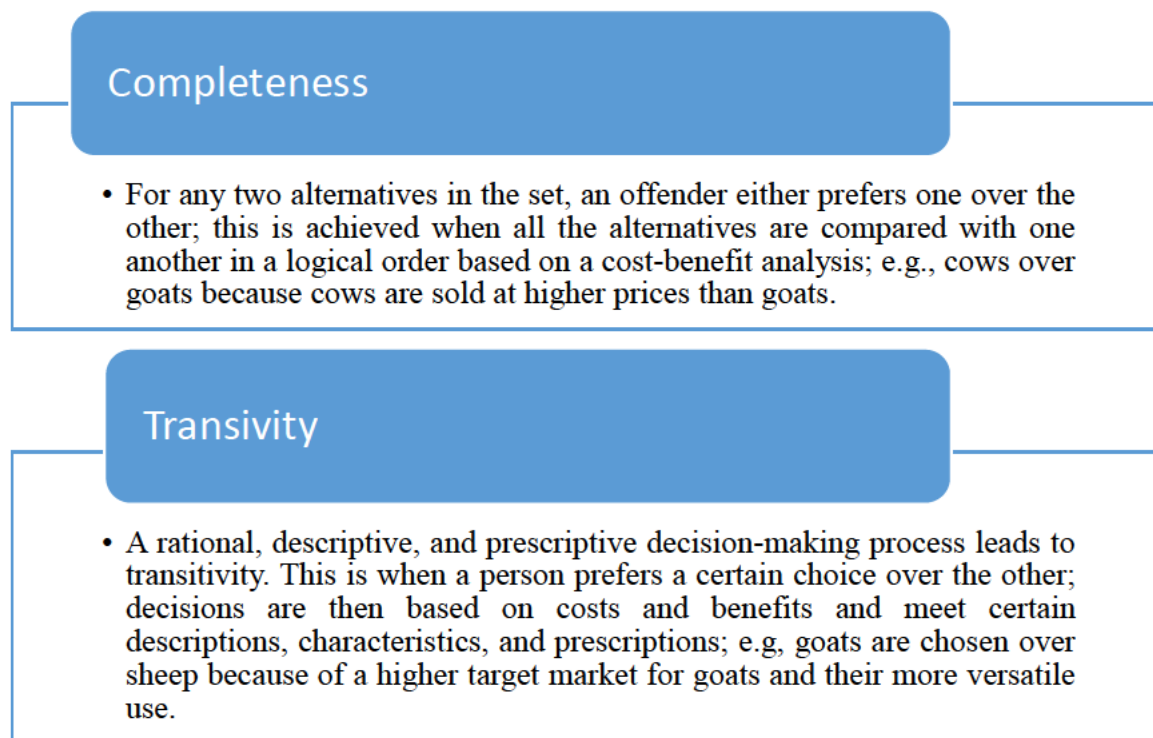 Completeness
• For any two alternatives in the set, an offender either prefers one over the
other; this is achieved when all the alternatives are compared with one
another in a logical order based on a cost-benefit analysis; e.g., cows over
goats because cows are sold at higher prices than goats.
Transivity
• A rational, descriptive, and prescriptive decision-making process leads to
transitivity. This is when a person prefers a certain choice over the other;
decisions are then based on costs and benefits and meet certain
descriptions, characteristics, and prescriptions; e.g, goats are chosen over
sheep because of a higher target market for goats and their more versatile
use.